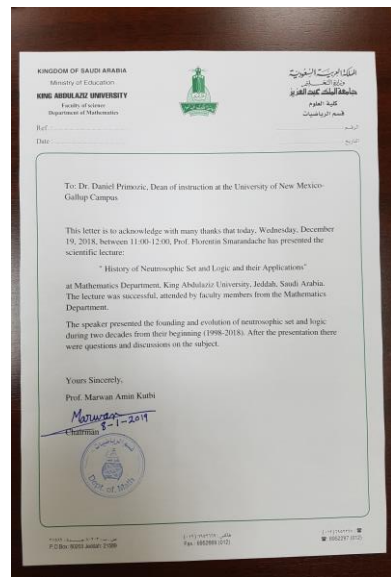 KINGDOM OF SAUDI ARABIA
Ministry of Education
KING ABDULAZIZ UNIVERSITY
Faculty of science
Department of Mathematics
Ref
Date
المملكة العربية السعودية
وزارة التعليم
جامعة الملك عبد العزيز
كلية العلوم
قسم الرياضيات
الرقم
التاريخ
To: Dr. Daniel Primozic, Dean of instruction at the University of New Mexico-
Gallup Campus
This letter is to acknowledge with many thanks that today, Wednesday, December
19, 2018, between 11:00-12:00, Prof. Florentin Smarandache has presented the
scientific lecture:
" History of Neutrosophic Set and Logic and their Applications"
at Mathematics Department, King Abdulaziz University, Jeddah, Saudi Arabia.
The lecture was successful, attended by faculty members from the Mathematics
Department.
The speaker presented the founding and evolution of neutrosophic set and logic
during two decades from their beginning (1998-2018). After the presentation there
were questions and discussions on the subject.
Yours Sincerely,
Prof. Marwan Amin Kutbi
Marwan
Chairman 8-1-2019
قسم الرياضيات
Dept. of Math